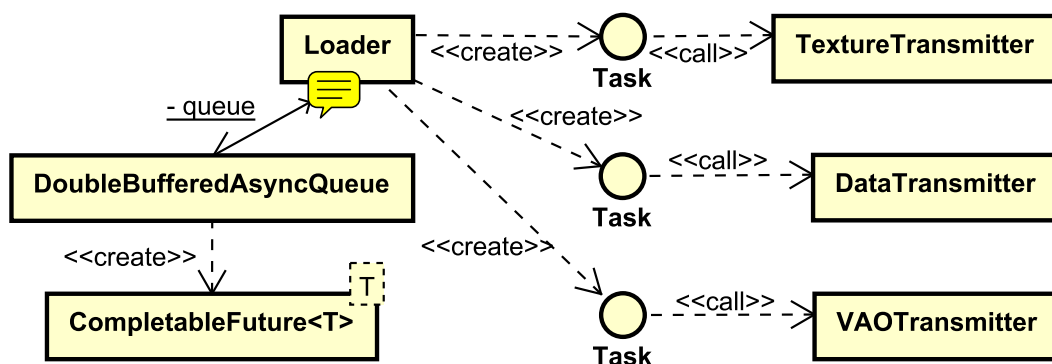 Loader
<<create>>
Task
<<call>>
TextureTransmitter
- queue
<<create>>
Task
<<call>>
DataTransmitter
DoubleBufferedAsyncQueue
<<create>>
T
CompletableFuture<T>
<<create>>
Task
<<call>>
VAOTransmitter